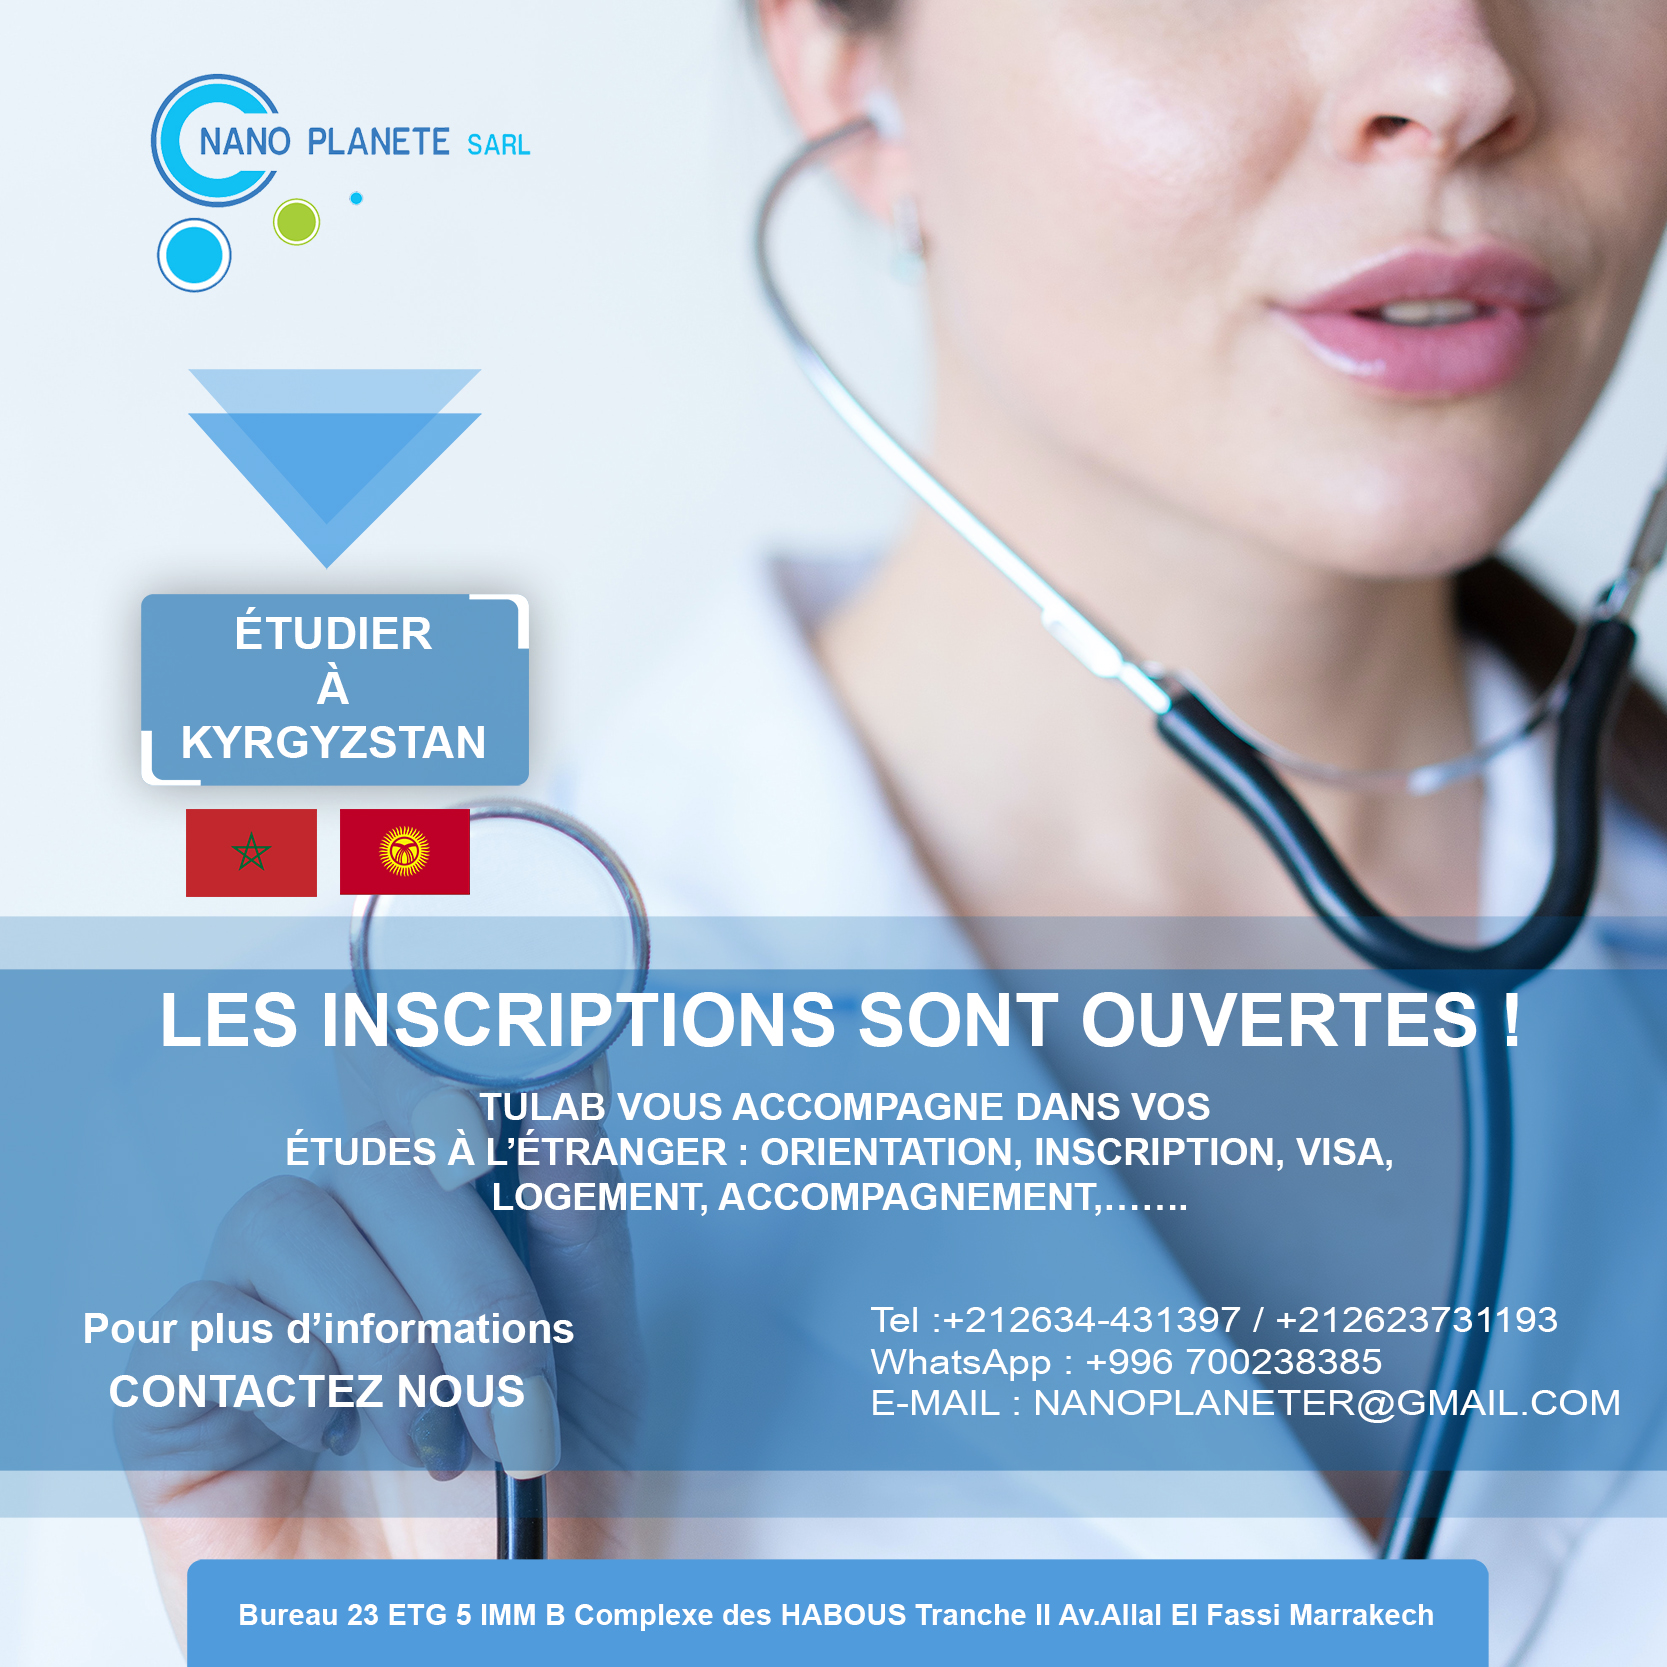 NANO PLANETE SARL
ÉTUDIER
À
KYRGYZSTAN
LES INSCRIPTIONS SONT OUVERTES !
TULAB VOUS ACCOMPAGNE DANS VOS
ÉTUDES À L’ÉTRANGER : ORIENTATION, INSCRIPTION, VISA,
LOGEMENT, ACCOMPAGNEMENT,.......
Pour plus d’informations
CONTACTEZ NOUS
Tel :+212634-431397 / +212623731193
WhatsApp : +996 700238385
E-MAIL : NANOPLANETER@GMAIL.COM
Bureau 23 ETG 5 IMM B Complexe des HABOUS Tranche II Av.Allal El Fassi Marrakech